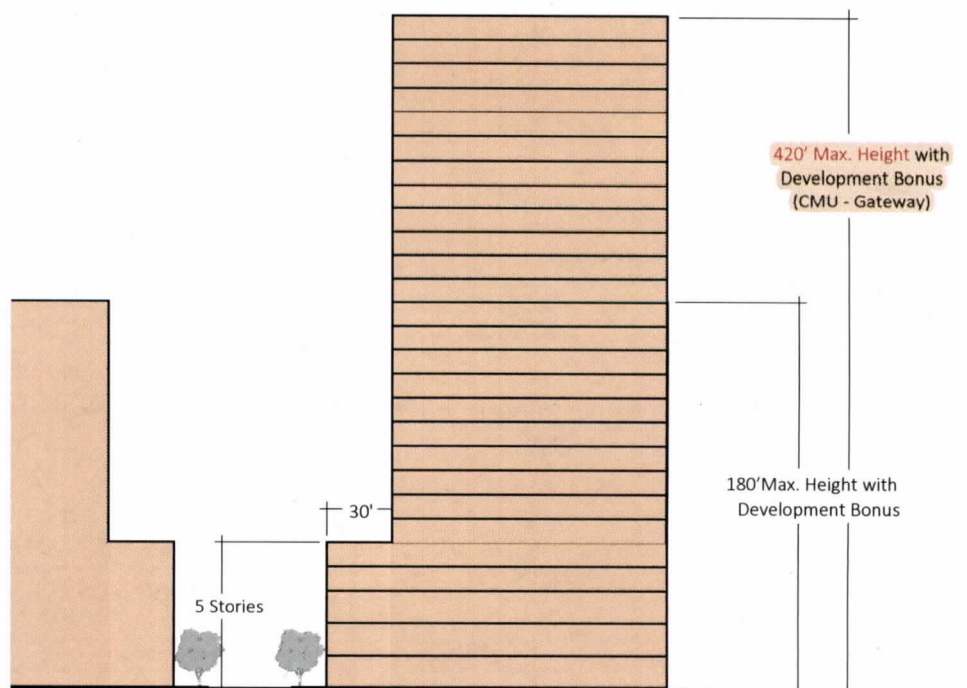 420' Max. Height with
Development Bonus
(CMU - Gateway)
30'
180'Max. Height with
Development Bonus
5 Stories